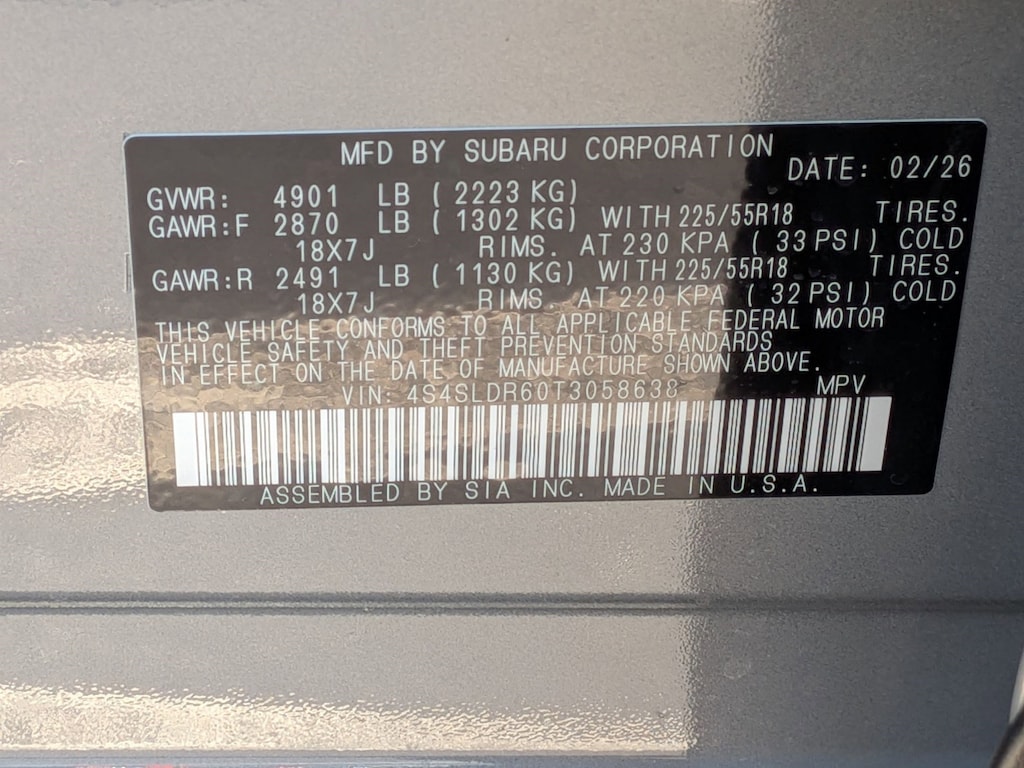 MFD BY SUBARU CORPORATION
DATE: 02/26
GVWR: 4901 LB ( 2223 KG)
GAWR:F 2870 LB ( 1302 KG) WITH 225/55R18 TIRES.
18X7J RIMS. AT 230 KPA ( 33 PSI) COLD
GAWR:R 2491 LB ( 1130 KG) WITH 225/55R18 TIRES.
18X7J RIMS AT 220 KPA ( 32 PSI) COLD
THIS VEHICLE CONFORMS TO ALL APPLICABLE FEDERAL MOTOR
VEHICLE SAFETY AND THEFT PREVENTION STANDARDS
IN EFFECT ON THE DATE OF MANUFACTURE SHOWN ABOVE.
VIN: 4S4SLDR60T3058638 MPV
ASSEMBLED BY SIA INC. MADE IN U.S.A.